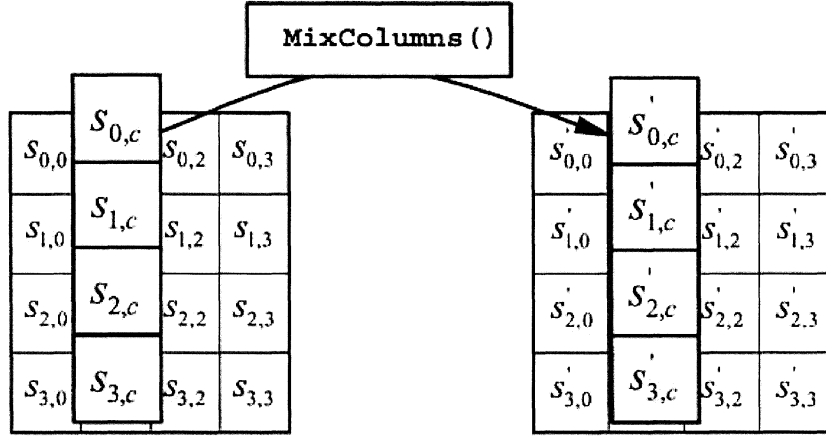 MixColumns()
s0,c s'0,c
s0,0 s0,2 s0,3 s'0,0 s'0,2 s'0,3
s1,c s'1,c
s1,0 s1,2 s1,3 s'1,0 s'1,2 s'1,3
s2,c s'2,c
s2,0 s2,2 s2,3 s'2,0 s'2,2 s'2,3
s3,c s'3,c
s3,0 s3,2 s3,3 s'3,0 s'3,2 s'3,3